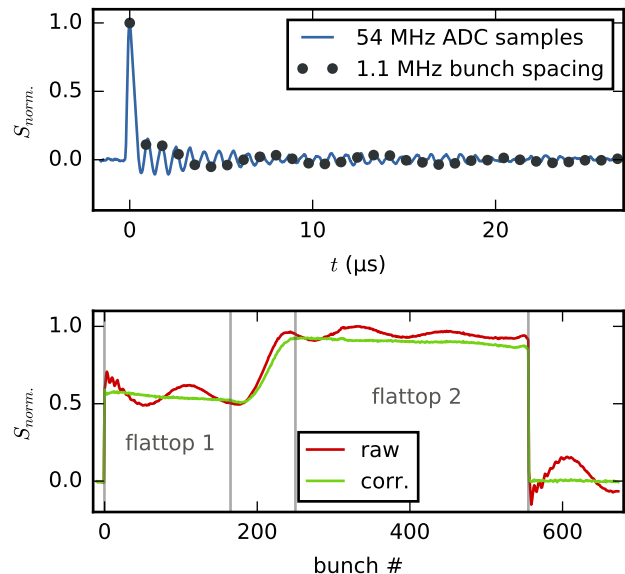 1.0
0.5
0.0
S_norm.
54 MHz ADC samples
1.1 MHz bunch spacing
0 10 20
t (µs)
1.0
0.5
0.0
S_norm.
flattop 1
flattop 2
raw
corr.
0 200 400 600
bunch #